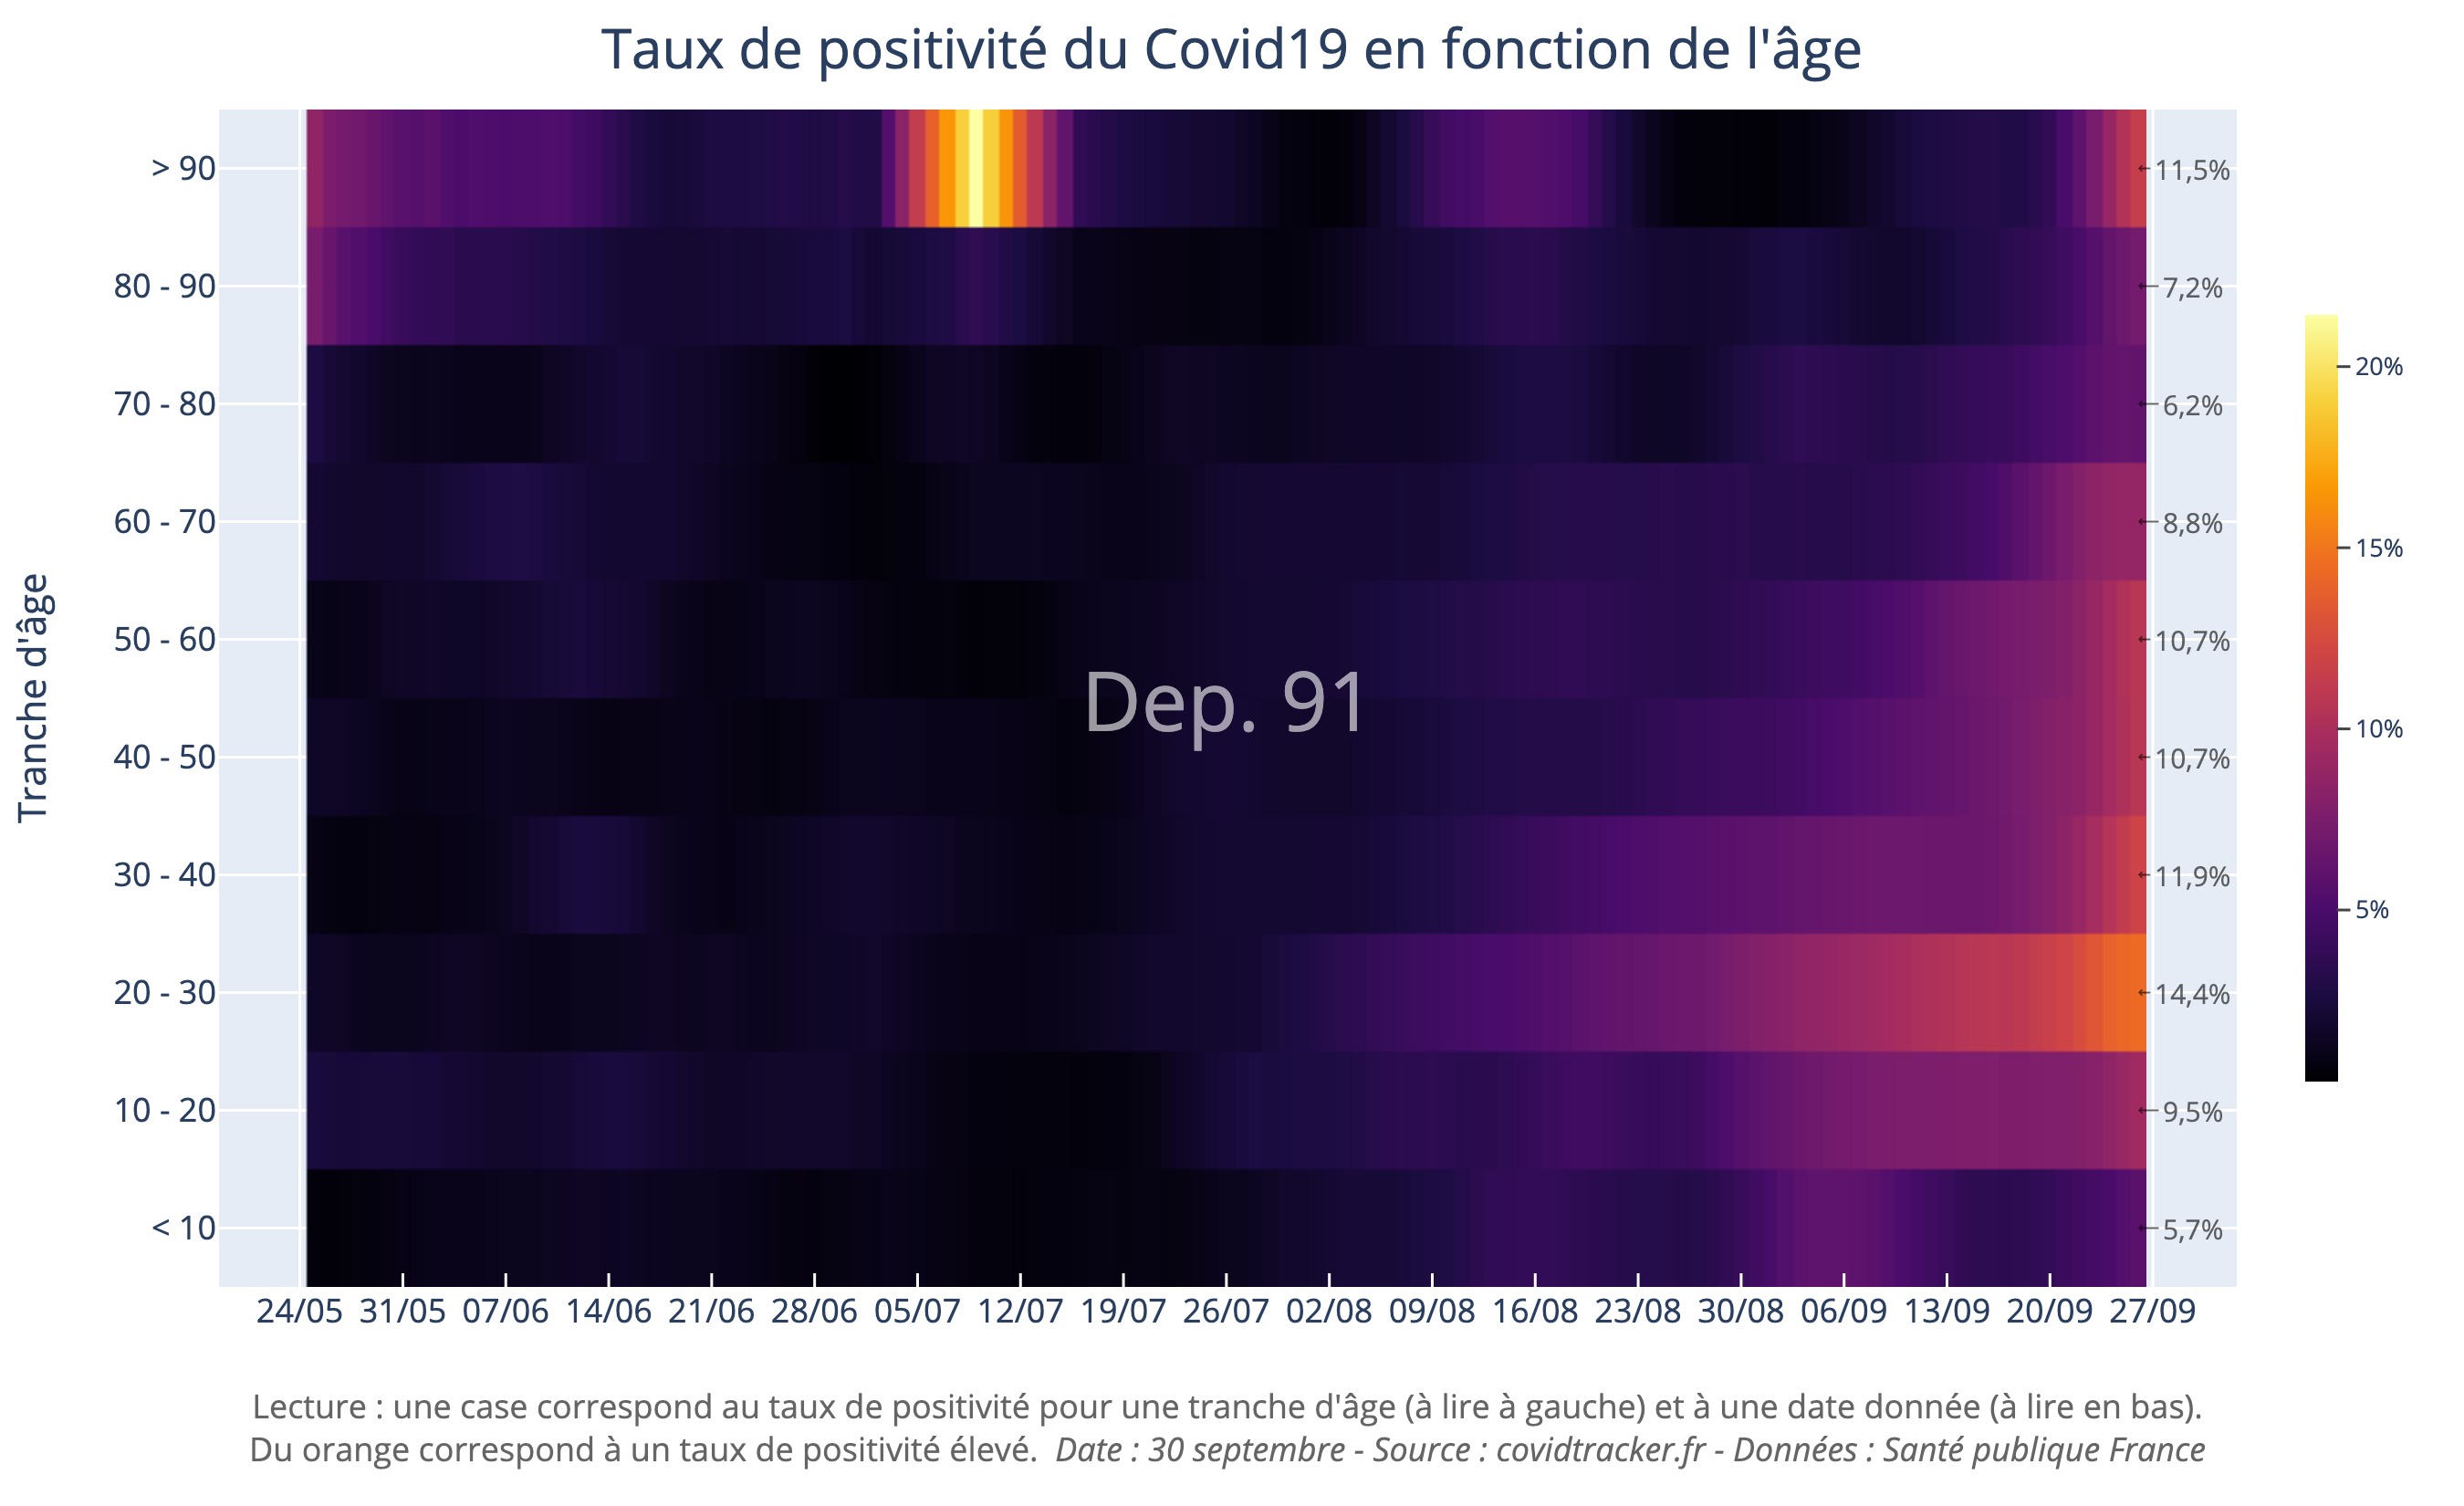 Taux de positivité du Covid19 en fonction de l'âge
Tranche d'âge
> 90
80 - 90
70 - 80
60 - 70
50 - 60
40 - 50
30 - 40
20 - 30
10 - 20
< 10
Dep. 91
11,5%
7,2%
6,2%
8,8%
10,7%
10,7%
11,9%
14,4%
9,5%
5,7%
20%
15%
10%
5%
24/05 31/05 07/06 14/06 21/06 28/06 05/07 12/07 19/07 26/07 02/08 09/08 16/08 23/08 30/08 06/09 13/09 20/09 27/09
Lecture : une case correspond au taux de positivité pour une tranche d'âge (à lire à gauche) et à une date donnée (à lire en bas).
Du orange correspond à un taux de positivité élevé. Date : 30 septembre - Source : covidtracker.fr - Données : Santé publique France